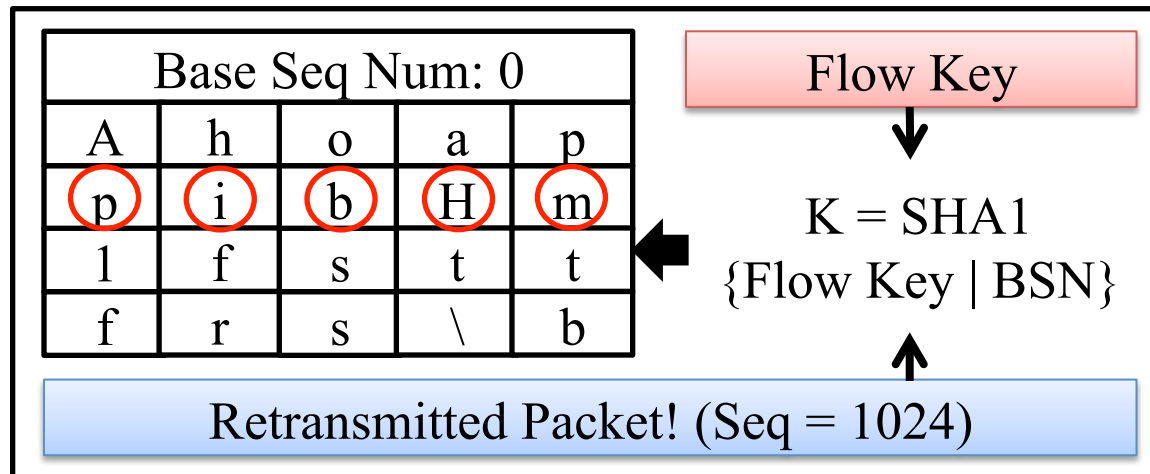 Base Seq Num: 0
A h o a p
p i b H m
l f s t t
f r s \ b
Flow Key
K = SHA1
{Flow Key | BSN}
Retransmitted Packet! (Seq = 1024)